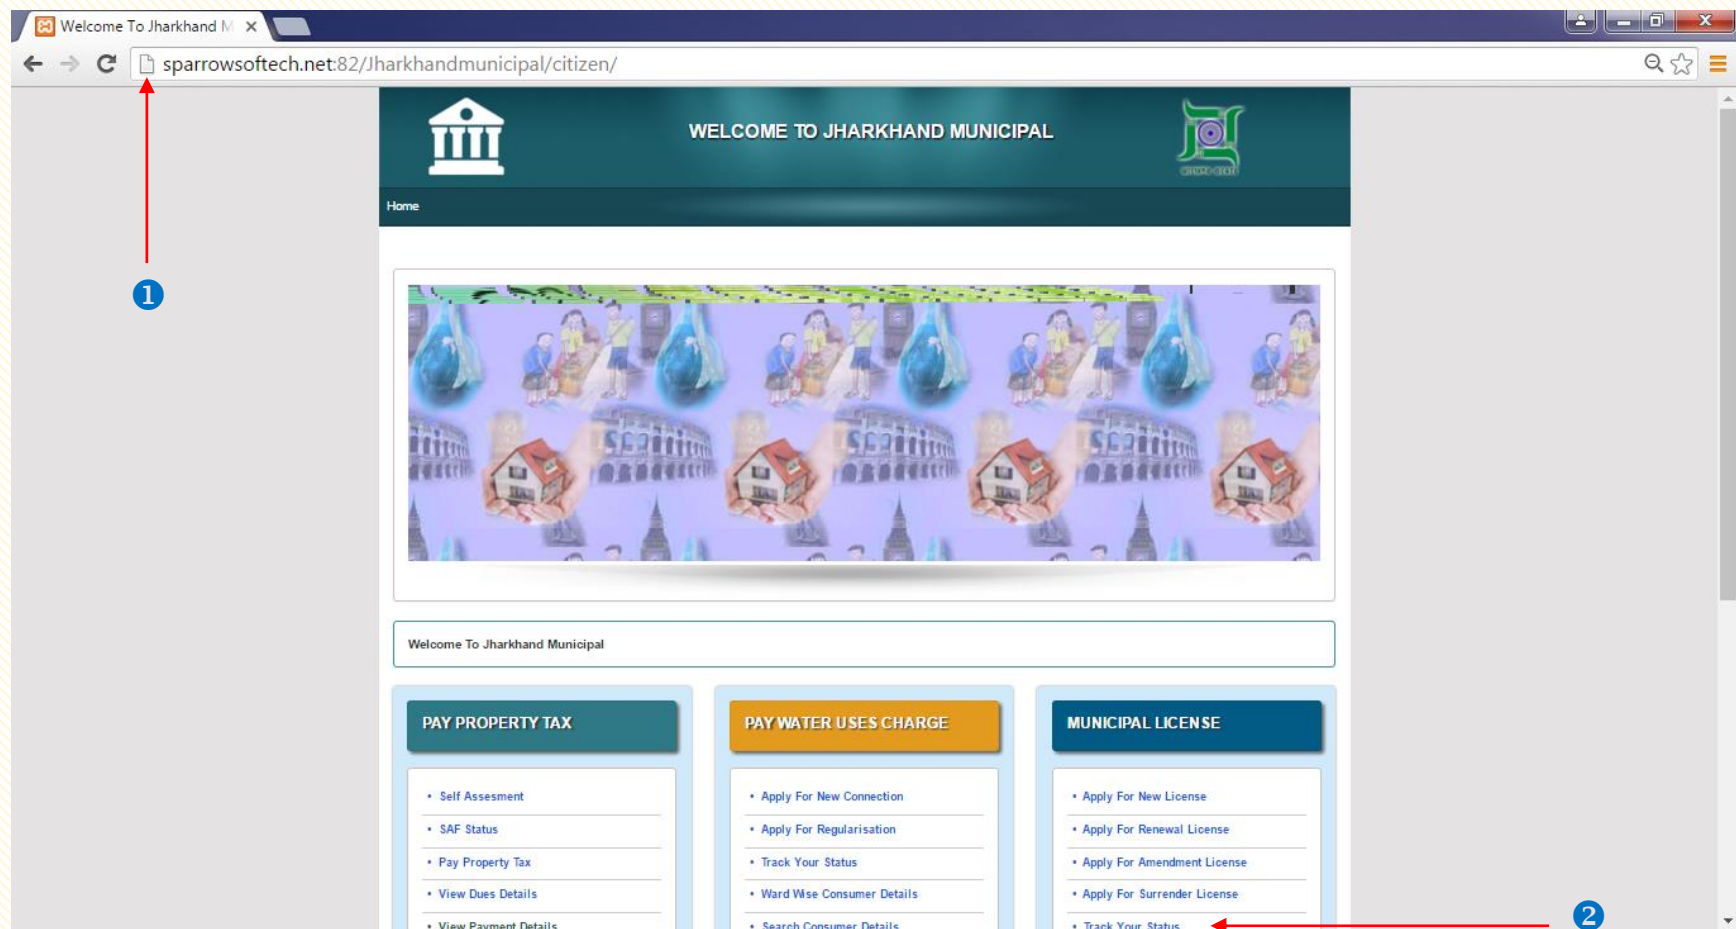 Welcome To Jharkhand M
sparrowsoftech.net:82/Jharkhandmunicipal/citizen/
WELCOME TO JHARKHAND MUNICIPAL
Home
1
Welcome To Jharkhand Municipal
PAY PROPERTY TAX
• Self Assesment
• SAF Status
• Pay Property Tax
• View Dues Details
• View Payment Details
PAY WATER USES CHARGE
• Apply For New Connection
• Apply For Regularisation
• Track Your Status
• Ward Wise Consumer Details
• Search Consumer Details
MUNICIPAL LICENSE
• Apply For New License
• Apply For Renewal License
• Apply For Amendment License
• Apply For Surrender License
• Track Your Status
2